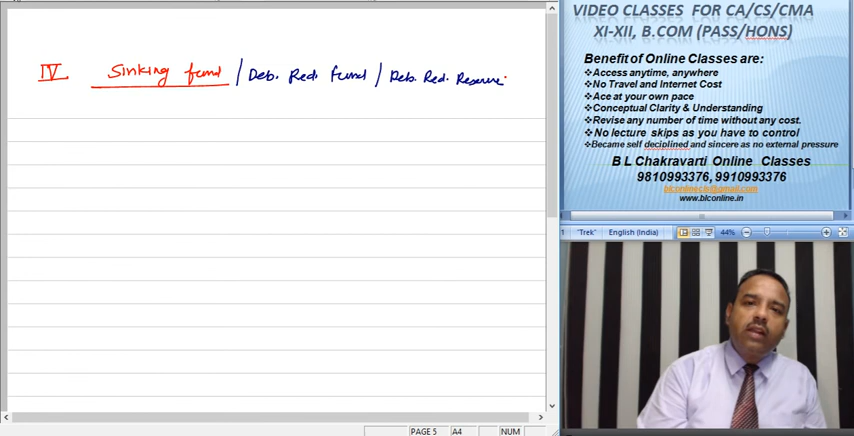 IV. Sinking fund / Deb. Red. Fund / Deb. Red. Reserve.
PAGE 5 A4 NUM
VIDEO CLASSES FOR CA/CS/CMA
XI-XII, B.COM (PASS/HONS)
Benefit of Online Classes are:
❖Access anytime, anywhere
❖No Travel and Internet Cost
❖Ace at your own pace
❖Conceptual Clarity & Understanding
❖Revise any number of time without any cost.
❖No lecture skips as you have to control
❖Became self deciplined and sincere as no external pressure
B L Chakravarti Online Classes
9810993376, 9910993376
www.blconline.in
1 "Trek" English (India) 44%